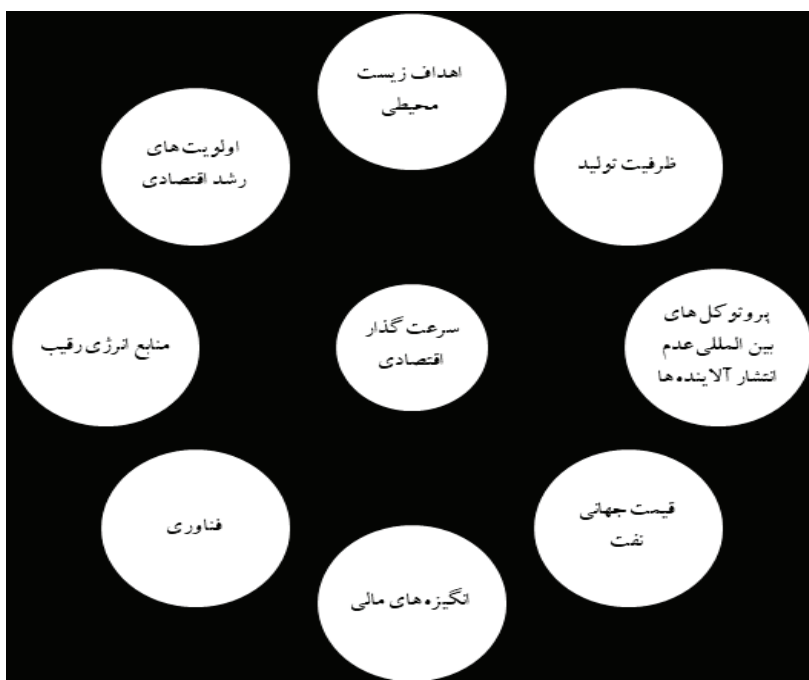 اهداف زیست
محیطی
ظرفیت تولید
پروتوکل‌های
بین المللی عدم
انتشار آلاینده‌ها
قیمت جهانی
نفت
انگیزه‌های مالی
فناوری
منابع انرژی رقیب
اولویت‌های
رشد اقتصادی
سرعت گذار
اقتصادی